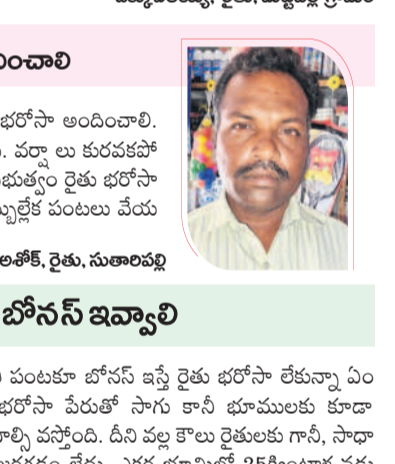 ంచాలి
భరోసా అందించాలి.
. వర్షా లు కురవకపో
భుత్వం రైతు భరోసా
బ్బుల్లేక పంటలు వేయ
అశోక్, రైతు, సుతారిపల్లి
బోనస్ ఇవ్వాలి
పంటకూ బోనస్ ఇస్తే రైతు భరోసా లేకున్నా ఏం
భరోసా పేరుతో సాగు కానీ భూములకు కూడా
ాల్సి వస్తోంది. దీని వల్ల కౌలు రైతులకు గానీ, సాధా